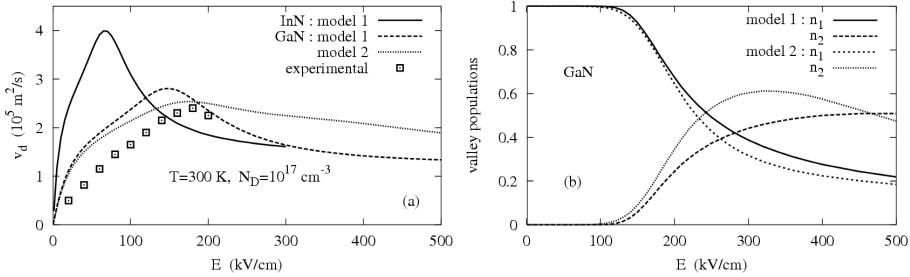 4
3
2
1
0
v_d (10^5 m^2/s)
InN : model 1
GaN : model 1
model 2
experimental
T=300 K, N_D=10^17 cm^-3
(a)
0 100 200 300 400 500
E (kV/cm)
1
0.8
0.6
0.4
0.2
0
valley populations
model 1 : n_1
n_2
model 2 : n_1
n_2
GaN
(b)
0 100 200 300 400 500
E (kV/cm)